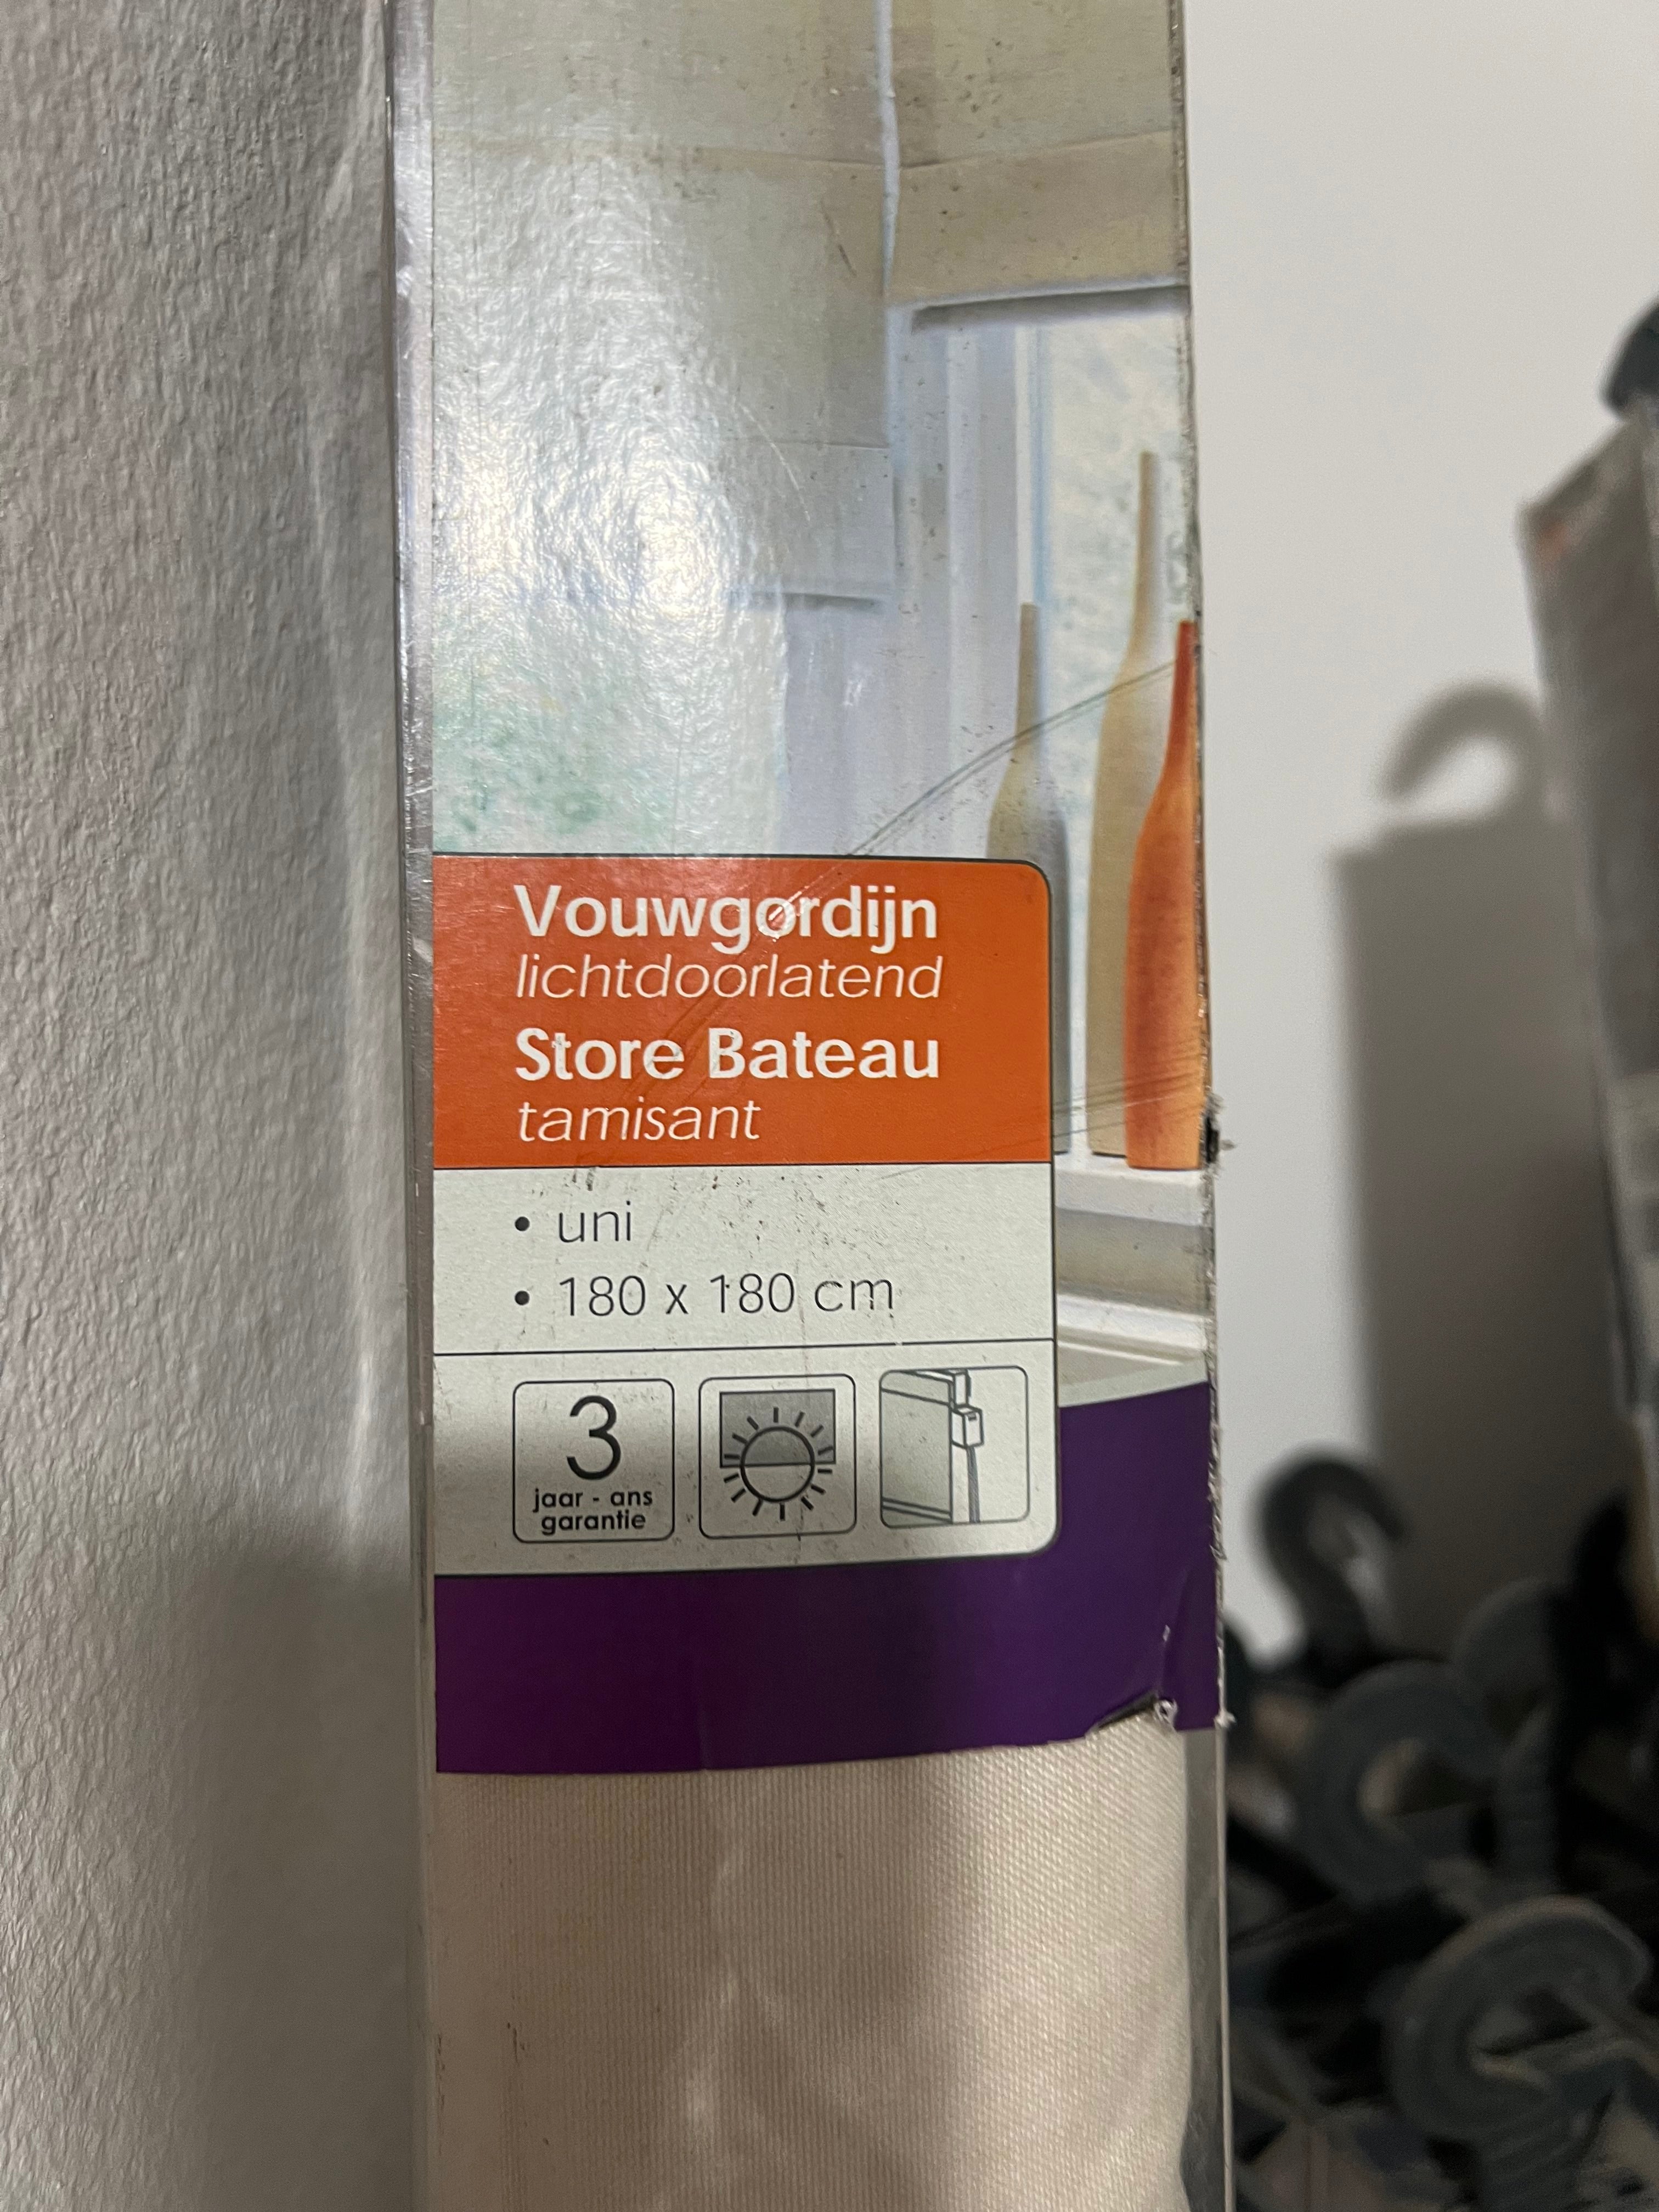 Vouwgordijn
lichtdoorlatend
Store Bateau
tamisant
• uni
• 180 x 180 cm
3
jaar - ans
garantie